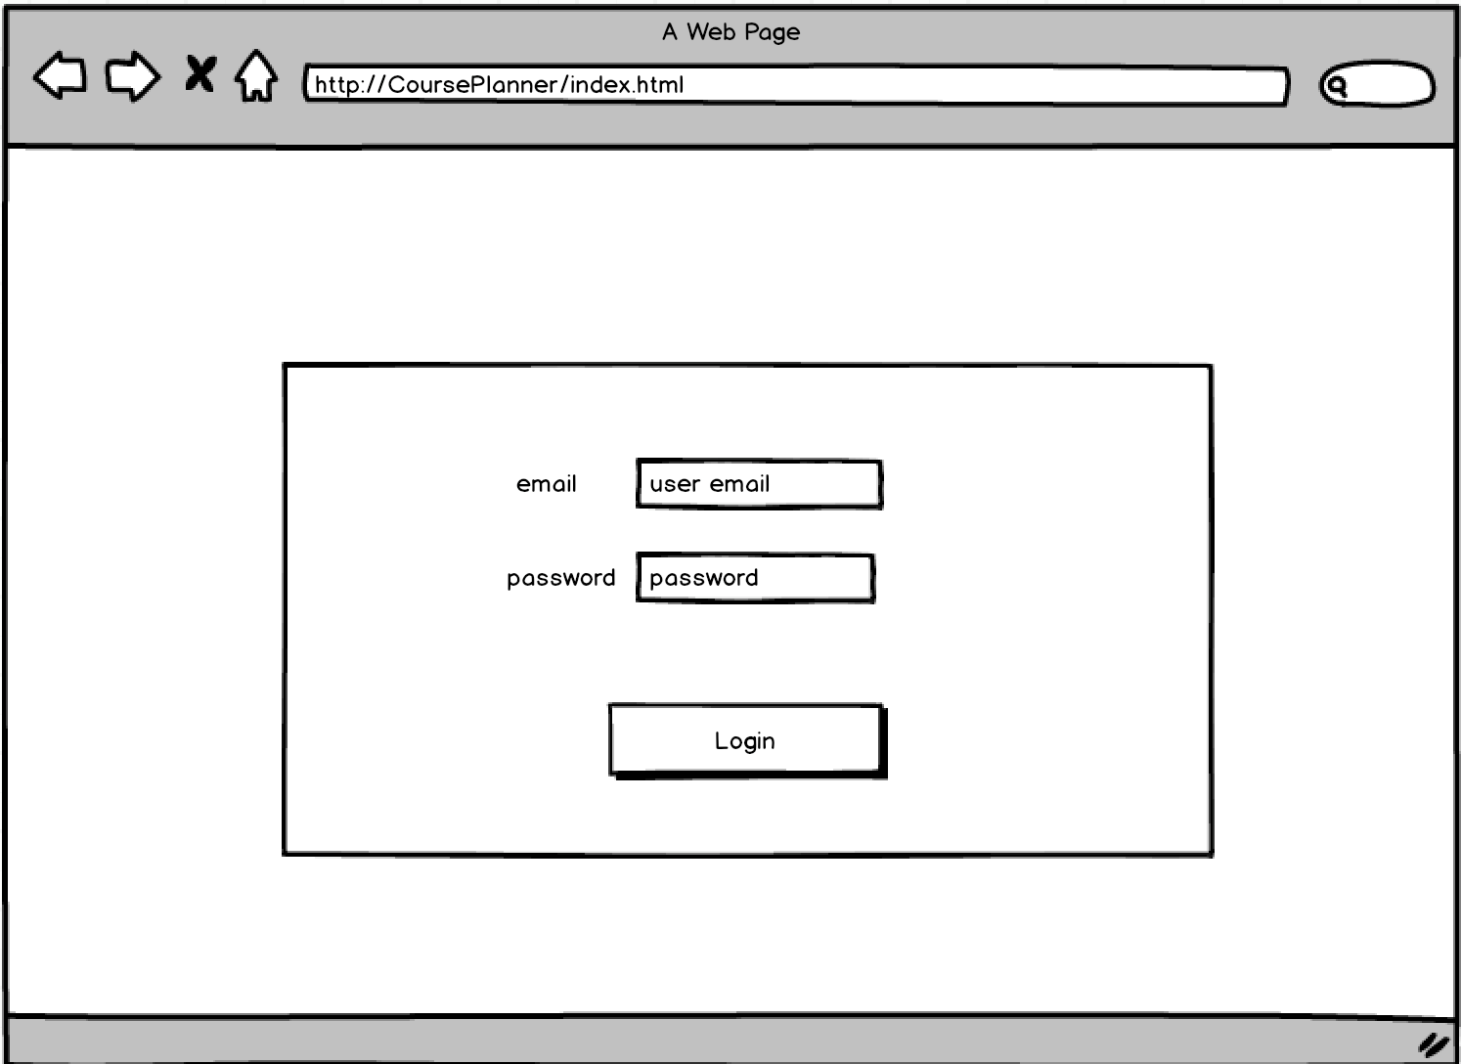 A Web Page
http://CoursePlanner/index.html
email
user email
password
password
Login